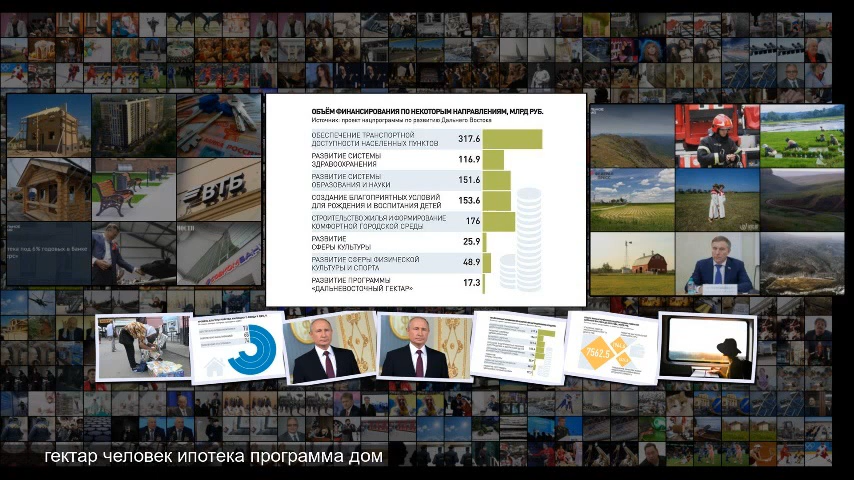 ОБЪЁМ ФИНАНСИРОВАНИЯ ПО НЕКОТОРЫМ НАПРАВЛЕНИЯМ, МЛРД РУБ.
Источник: проект нацпрограммы по развитию Дальнего Востока
ОБЕСПЕЧЕНИЕ ТРАНСПОРТНОЙ
ДОСТУПНОСТИ НАСЕЛЕННЫХ ПУНКТОВ 317.6
РАЗВИТИЕ СИСТЕМЫ
ЗДРАВООХРАНЕНИЯ 116.9
РАЗВИТИЕ СИСТЕМЫ
ОБРАЗОВАНИЯ И НАУКИ 151.6
СОЗДАНИЕ БЛАГОПРИЯТНЫХ УСЛОВИЙ
ДЛЯ РОЖДЕНИЯ И ВОСПИТАНИЯ ДЕТЕЙ 153.6
СТРОИТЕЛЬСТВО ЖИЛЬЯ И ФОРМИРОВАНИЕ
КОМФОРТНОЙ ГОРОДСКОЙ СРЕДЫ 176
РАЗВИТИЕ
СФЕРЫ КУЛЬТУРЫ 25.9
РАЗВИТИЕ СФЕРЫ ФИЗИЧЕСКОЙ
КУЛЬТУРЫ И СПОРТА 48.9
РАЗВИТИЕ ПРОГРАММЫ
«ДАЛЬНЕВОСТОЧНЫЙ ГЕКТАР» 17.3
ВТБ
7562.5
гектар человек ипотека программа дом